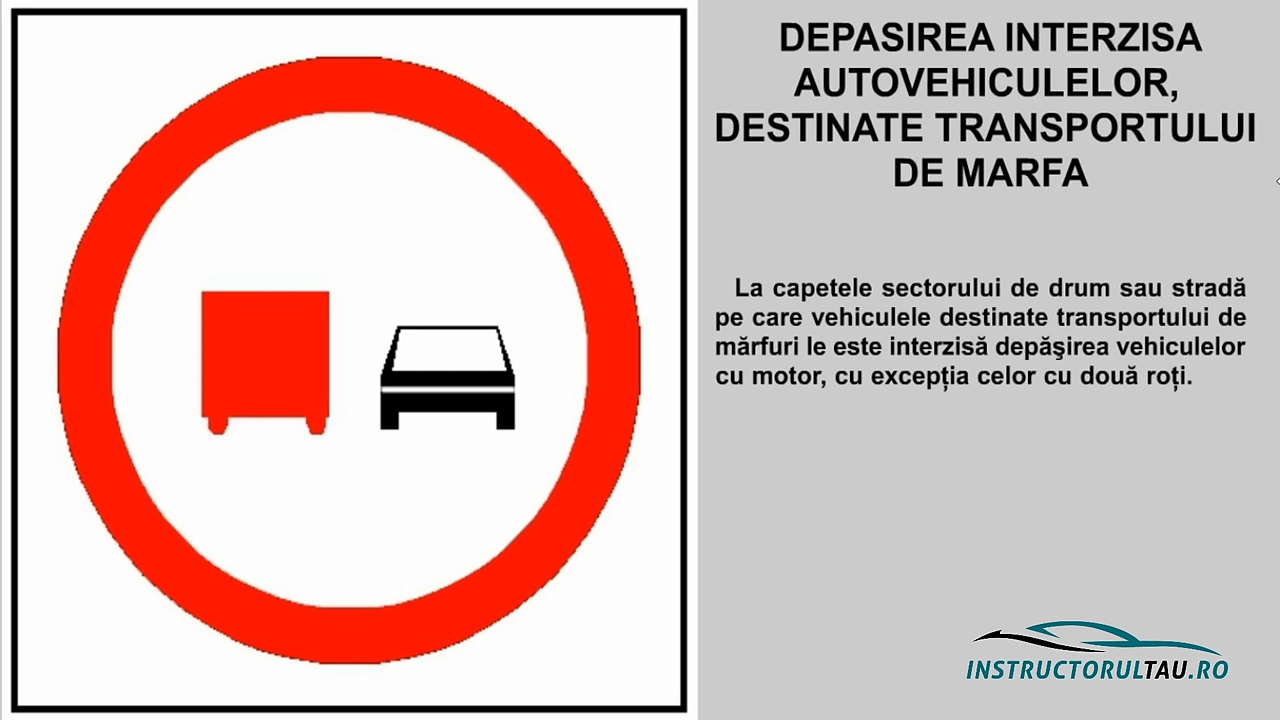 DEPASIREA INTERZISA
AUTOVEHICULELOR,
DESTINATE TRANSPORTULUI
DE MARFA
La capetele sectorului de drum sau stradă
pe care vehiculele destinate transportului de
mărfuri le este interzisă depăşirea vehiculelor
cu motor, cu excepția celor cu două roți.
INSTRUCTORULTAU.RO